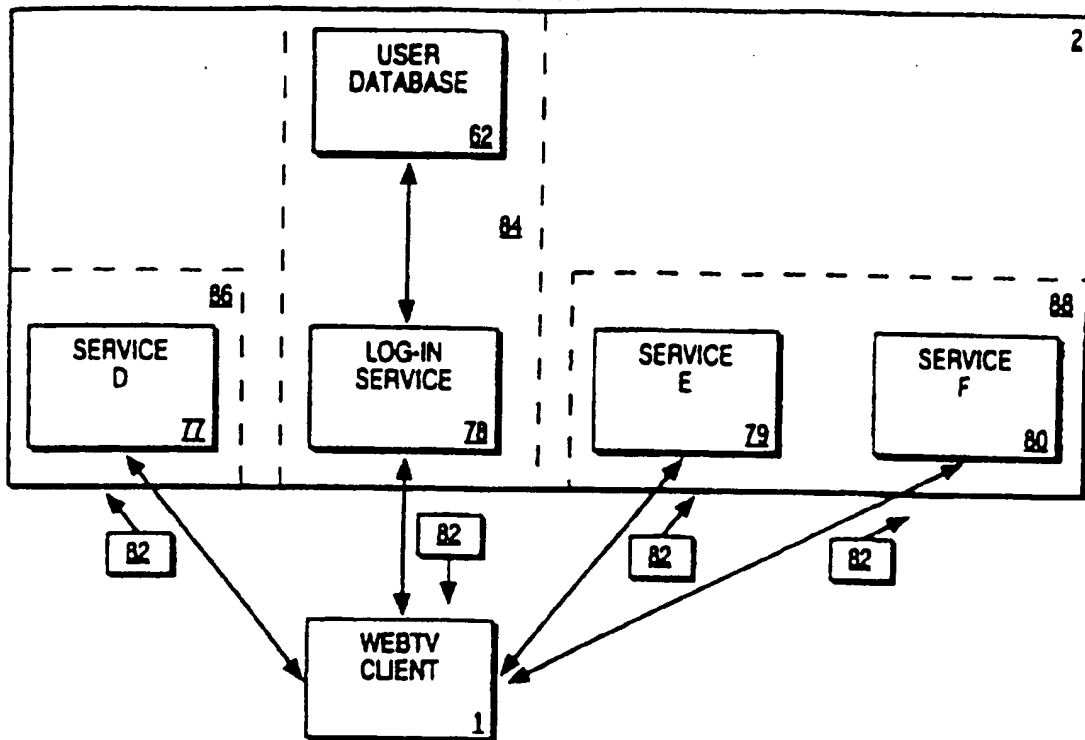 2
USER
DATABASE
62
84
86
88
SERVICE
D
77
LOG-IN
SERVICE
78
SERVICE
E
79
SERVICE
F
80
82
82
82
82
WEBTV
CLIENT
1